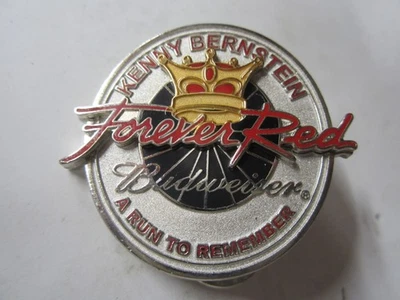 KENNY BERNSTEIN
Forever Red
Budweiser®
A RUN TO REMEMBER